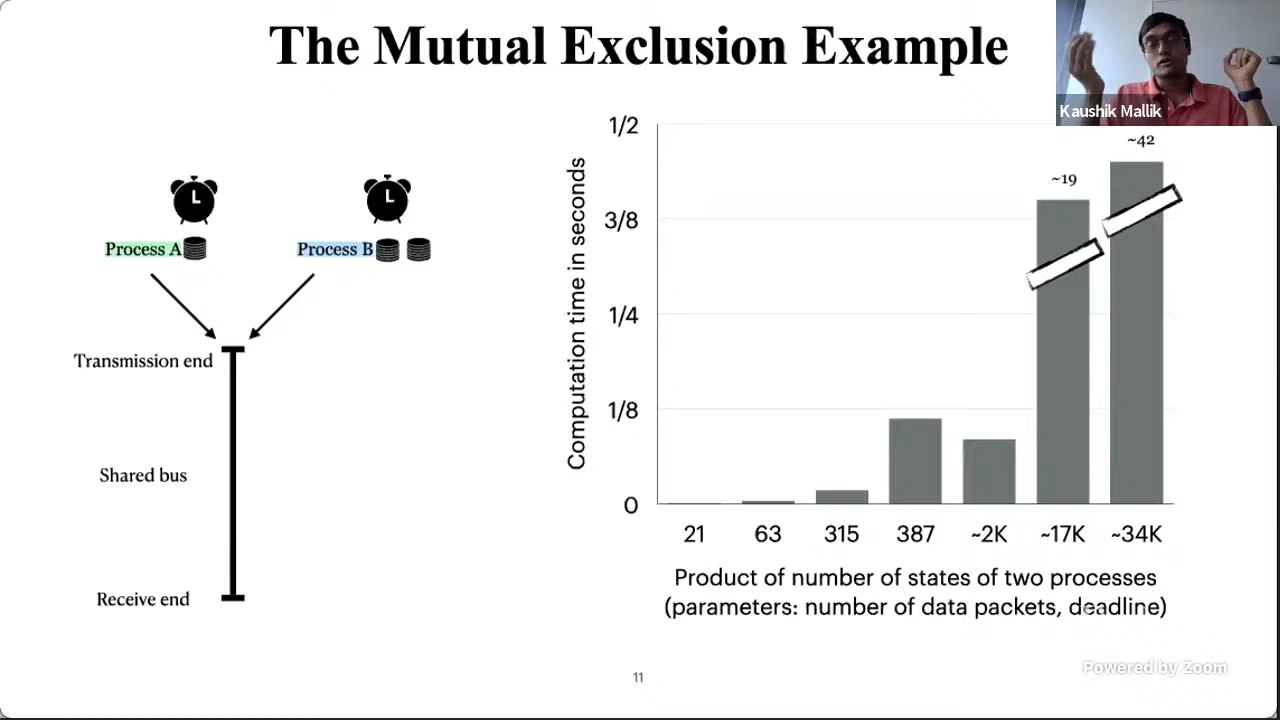 The Mutual Exclusion Example
Kaushik Mallik
Process A
Process B
Transmission end
Shared bus
Receive end
Computation time in seconds
1/2
3/8
1/4
1/8
0
~19
~42
21 63 315 387 ~2K ~17K ~34K
Product of number of states of two processes
(parameters: number of data packets, deadline)
11
Powered by Zoom